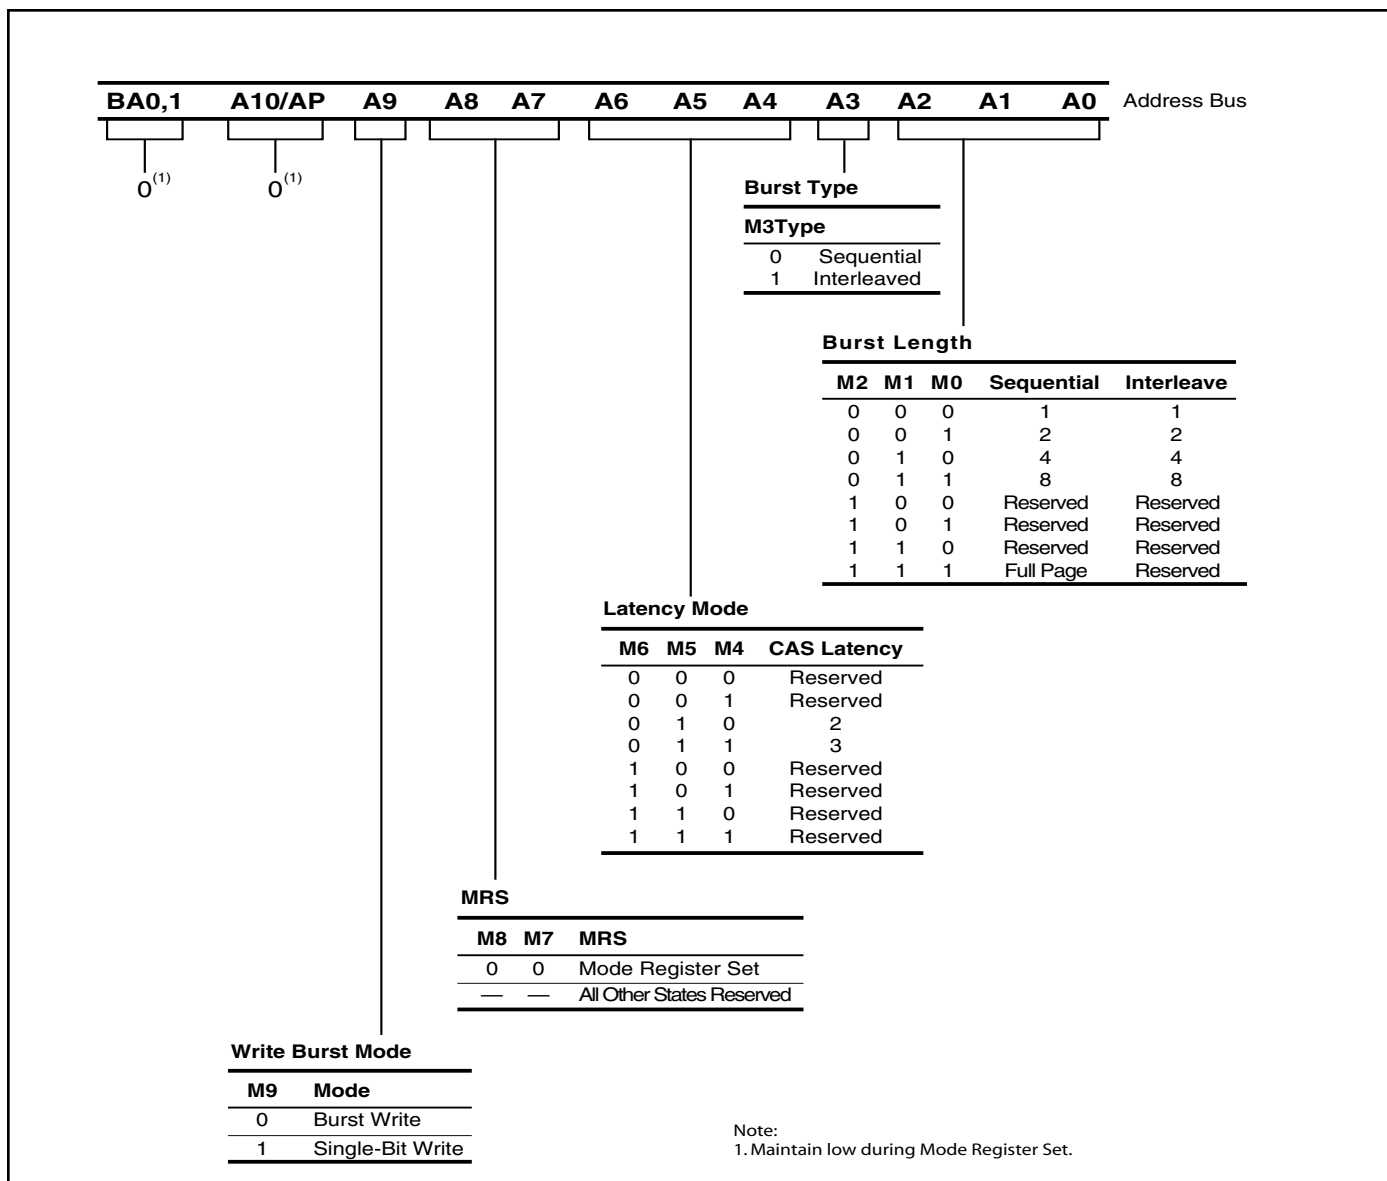 BA0,1 A10/AP A9 A8 A7 A6 A5 A4 A3 A2 A1 A0 Address Bus
0(1) 0(1)
Burst Type
M3Type
0 Sequential
1 Interleaved
Burst Length
M2 M1 M0 Sequential Interleave
0 0 0 1 1
0 0 1 2 2
0 1 0 4 4
0 1 1 8 8
1 0 0 Reserved Reserved
1 0 1 Reserved Reserved
1 1 0 Reserved Reserved
1 1 1 Full Page Reserved
Latency Mode
M6 M5 M4 CAS Latency
0 0 0 Reserved
0 0 1 Reserved
0 1 0 2
0 1 1 3
1 0 0 Reserved
1 0 1 Reserved
1 1 0 Reserved
1 1 1 Reserved
MRS
M8 M7 MRS
0 0 Mode Register Set
— — All Other States Reserved
Write Burst Mode
M9 Mode
0 Burst Write
1 Single-Bit Write
Note:
1. Maintain low during Mode Register Set.